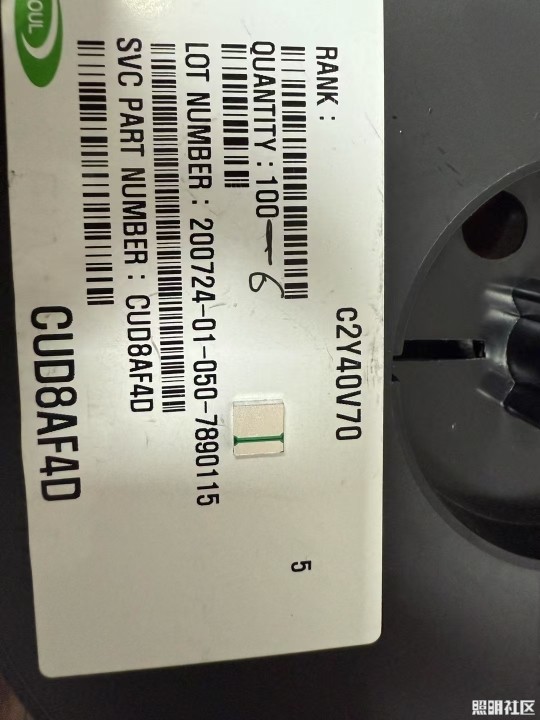 OUL
RANK :
c2Y40V70
QUANTITY : 100
6
5
LOT NUMBER : 200724-01-050-7890115
SVC PART NUMBER : CUD8AF4D
CUD8AF4D
照明社区